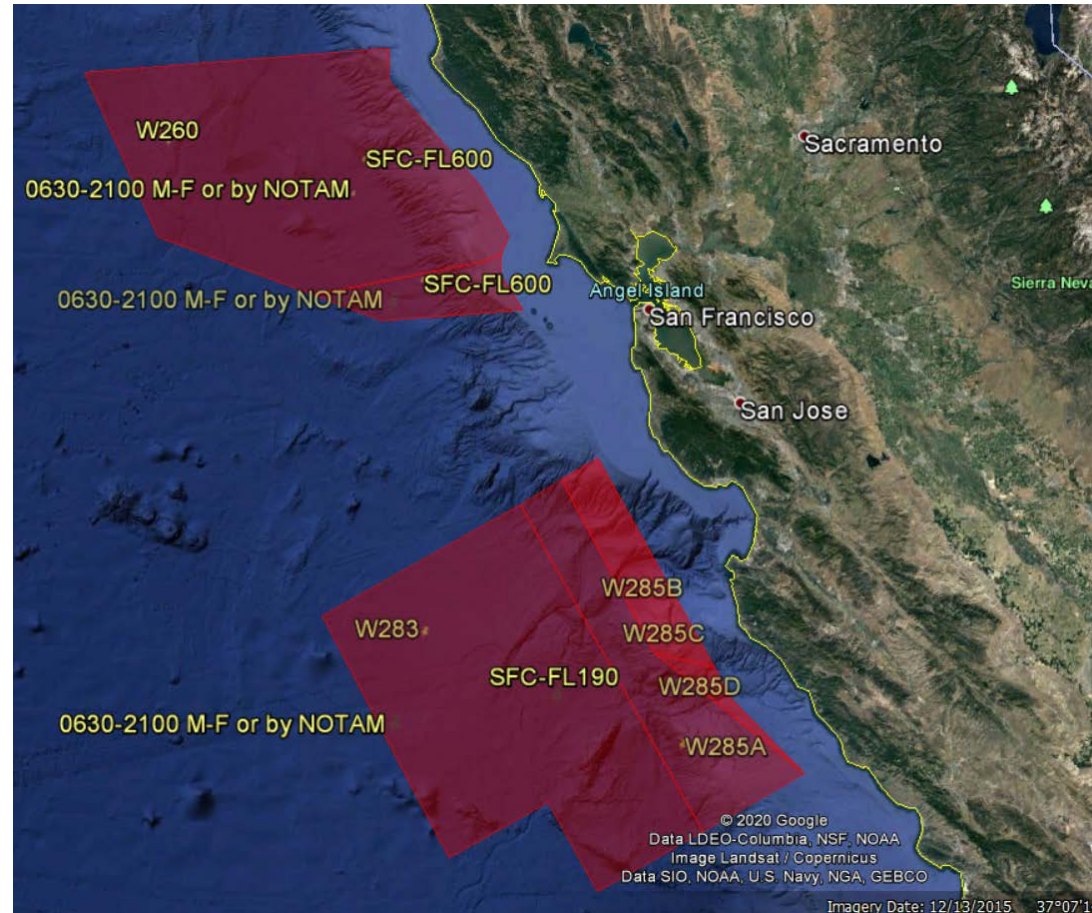 Sacramento
W260
SFC-FL600
0630-2100 M-F or by NOTAM
SFC-FL600
Sierra Neva
Angel Island
0630-2100 M-F or by NOTAM
San Francisco
San Jose
W285B
W283
W285C
SFC-FL190
W285D
0630-2100 M-F or by NOTAM
W285A
© 2020 Google
Data LDEO-Columbia, NSF, NOAA
Image Landsat / Copernicus
Data SIO, NOAA, U.S. Navy, NGA, GEBCO
Imagery Date: 12/13/2015 37°07'1